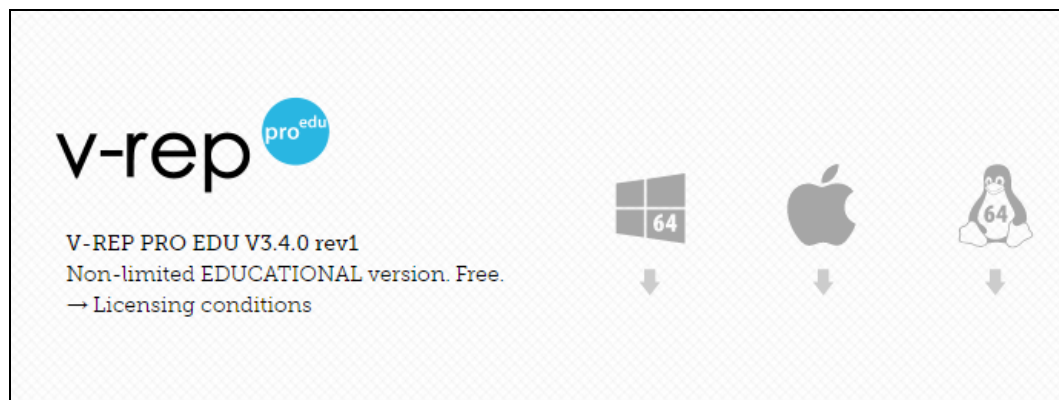 v-rep pro edu
V-REP PRO EDU V3.4.0 rev1
Non-limited EDUCATIONAL version. Free.
→ Licensing conditions
64
64